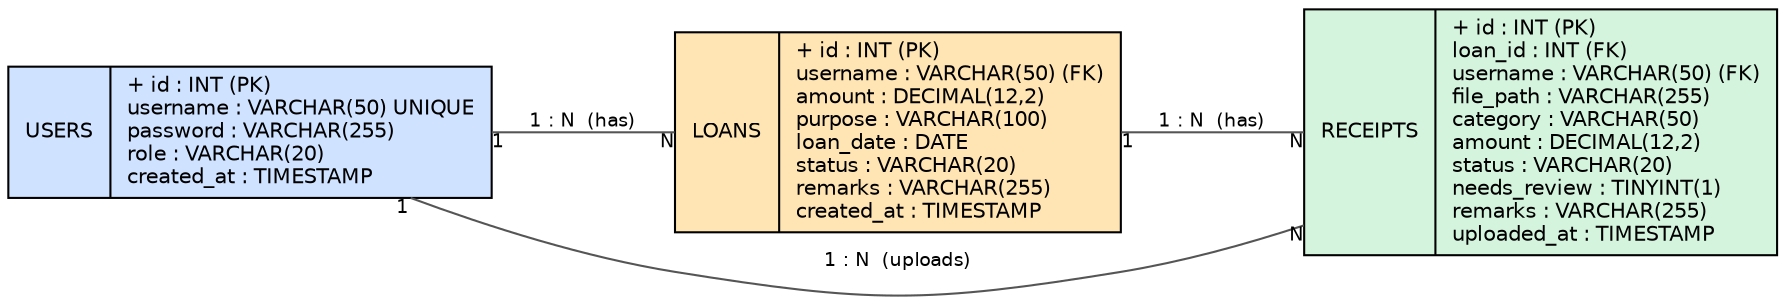 USERS
+ id : INT (PK)
username : VARCHAR(50) UNIQUE
password : VARCHAR(255)
role : VARCHAR(20)
created_at : TIMESTAMP
1 : N  (has)
1
N
LOANS
+ id : INT (PK)
username : VARCHAR(50) (FK)
amount : DECIMAL(12,2)
purpose : VARCHAR(100)
loan_date : DATE
status : VARCHAR(20)
remarks : VARCHAR(255)
created_at : TIMESTAMP
1 : N  (has)
1
N
RECEIPTS
+ id : INT (PK)
loan_id : INT (FK)
username : VARCHAR(50) (FK)
file_path : VARCHAR(255)
category : VARCHAR(50)
amount : DECIMAL(12,2)
status : VARCHAR(20)
needs_review : TINYINT(1)
remarks : VARCHAR(255)
uploaded_at : TIMESTAMP
1
N
1 : N  (uploads)